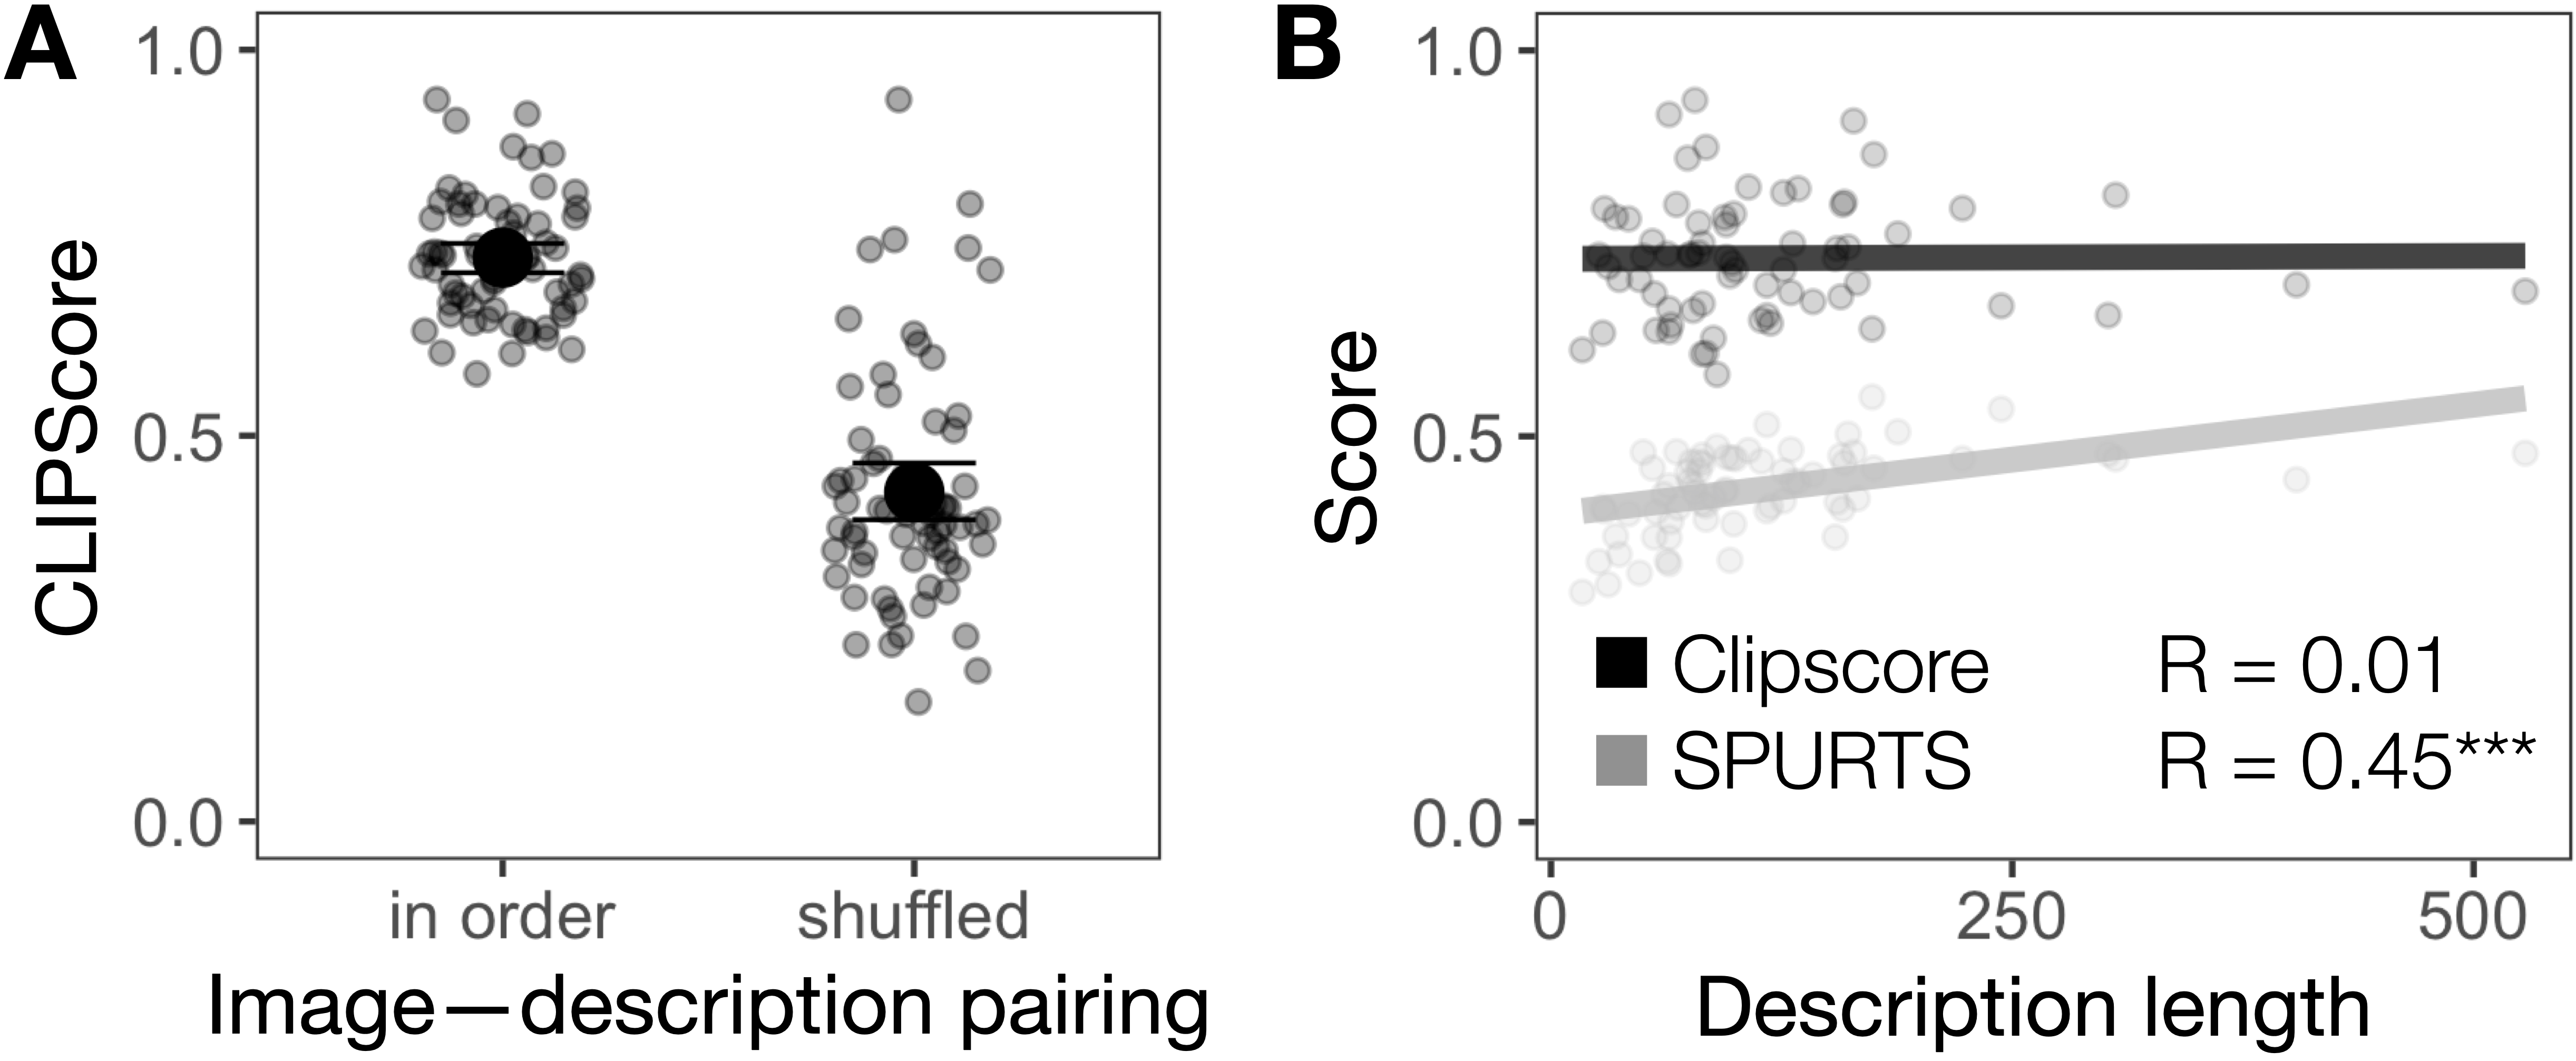 A
1.0
0.5
0.0
CLIPScore
in order
shuffled
Image—description pairing
B
1.0
0.5
0.0
Score
Clipscore R = 0.01
SPURTS R = 0.45***
0 250 500
Description length